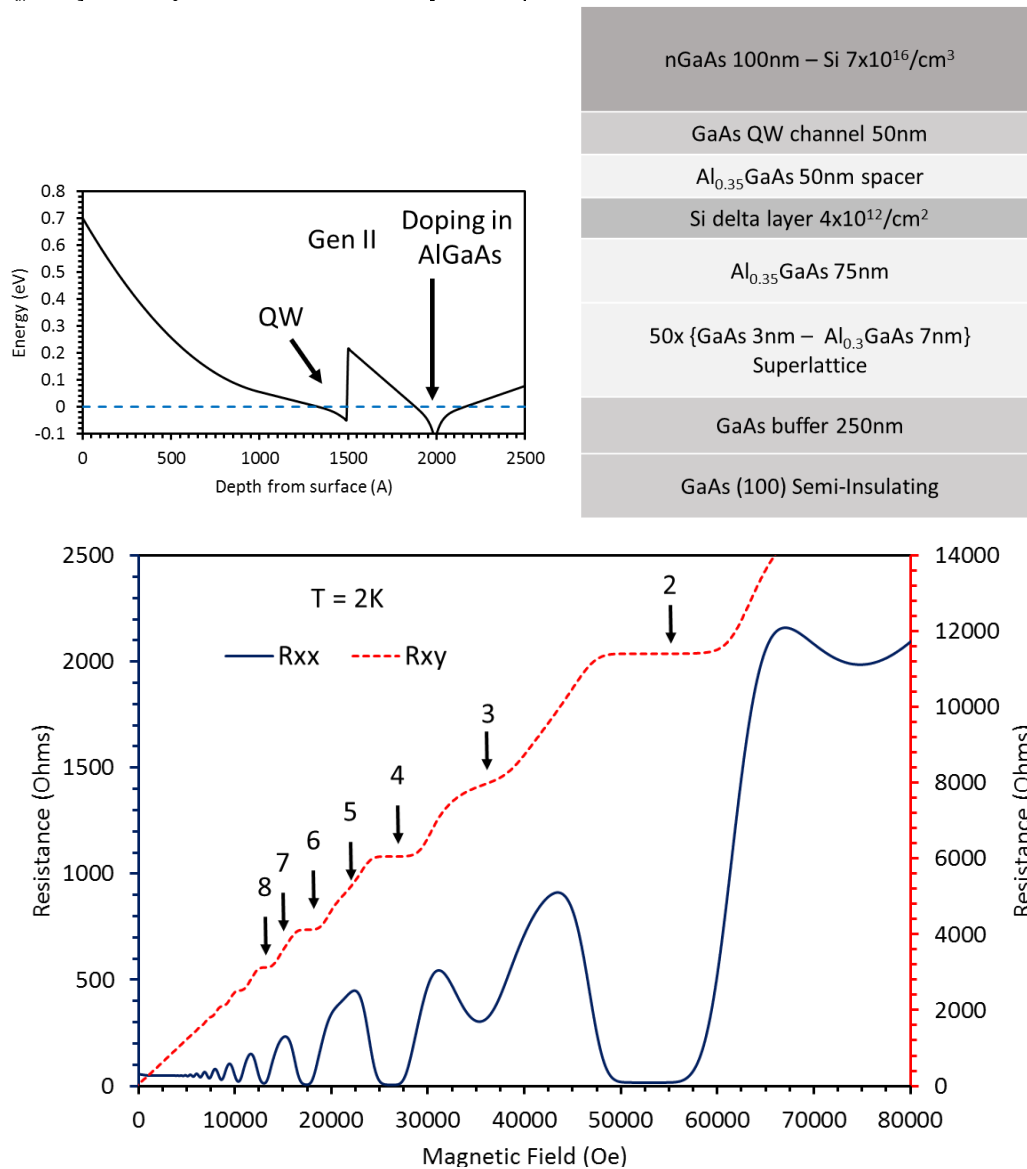 nGaAs 100nm – Si 7x10¹⁶/cm³
GaAs QW channel 50nm
Al₀.₃₅GaAs 50nm spacer
Si delta layer 4x10¹²/cm²
Al₀.₃₅GaAs 75nm
50x {GaAs 3nm – Al₀.₃GaAs 7nm}
Superlattice
GaAs buffer 250nm
GaAs (100) Semi-Insulating
Energy (eV)
0.8
0.7
0.6
0.5
0.4
0.3
0.2
0.1
0
-0.1
Gen II
Doping in
AlGaAs
QW
0
500
1000
1500
2000
2500
Depth from surface (A)
Resistance (Ohms)
2500
2000
1500
1000
500
0
T = 2K
Rxx
Rxy
8
7
6
5
4
3
2
14000
12000
10000
8000
6000
4000
2000
0
Resistance (Ohms)
0
10000
20000
30000
40000
50000
60000
70000
80000
Magnetic Field (Oe)